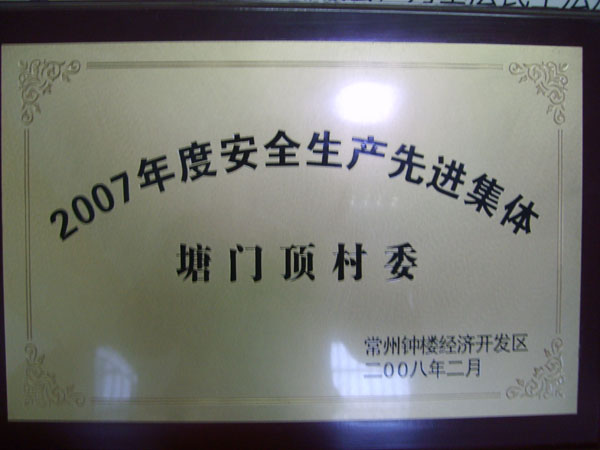 2007年度安全生产先进集体
塘门顶村委
常州钟楼经济开发区
二00八年二月